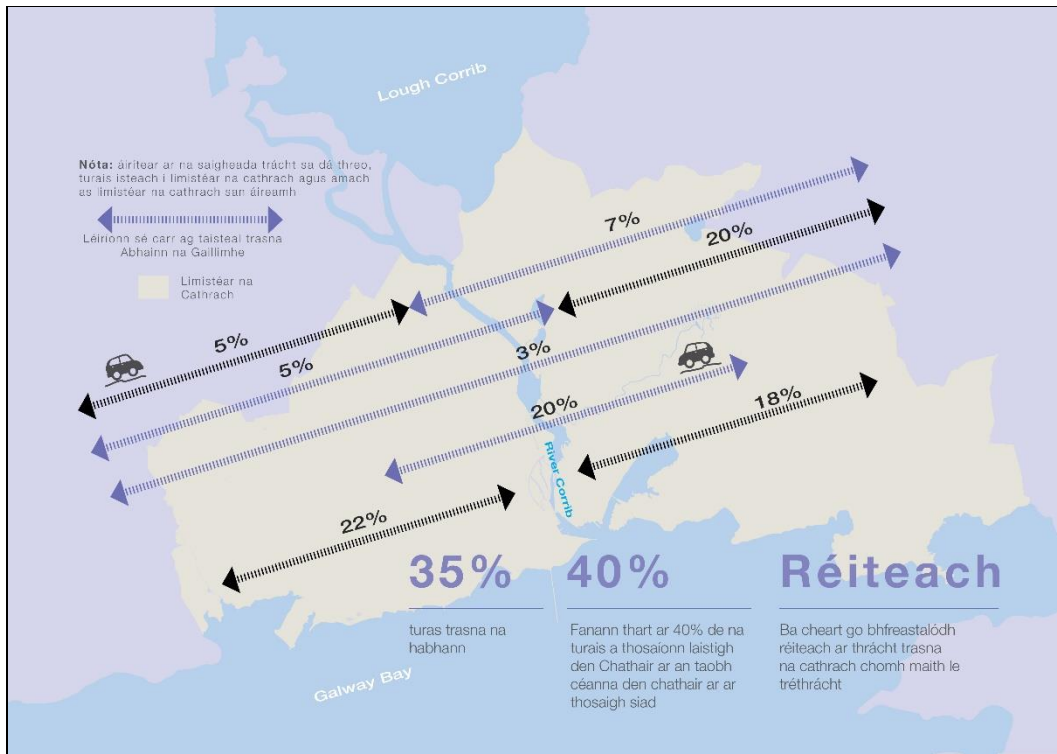 Lough Corrib
Nóta: áirítear ar na saigheada trácht sa dá threo,
turais isteach i limistéar na cathrach agus amach
as limistéar na cathrach san áireamh
Léiríonn sé carr ag taisteal trasna
Abhainn na Gaillimhe
Limistéar na
Cathrach
7%
20%
5%
5%
3%
20%
18%
River Corrib
22%
35%
turas trasna na
habhann
40%
Fanann thart ar 40% de na
turais a thosaíonn laistigh
den Chathair ar an taobh
céanna den chathair ar ar
thosaigh siad
Réiteach
Ba cheart go bhfreastalódh
réiteach ar thrácht trasna
na cathrach chomh maith le
tréthrácht
Galway Bay